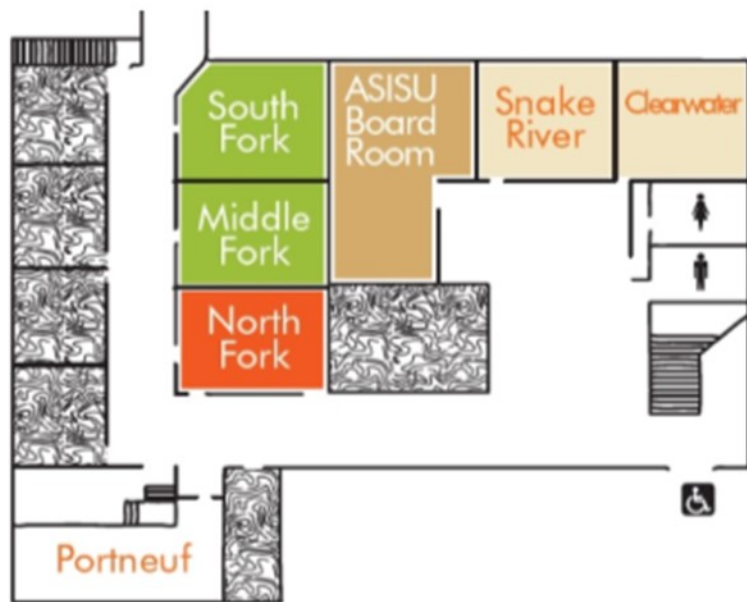 South
Fork
ASISU
Board
Room
Snake
River
Clearwater
Middle
Fork
North
Fork
Portneuf